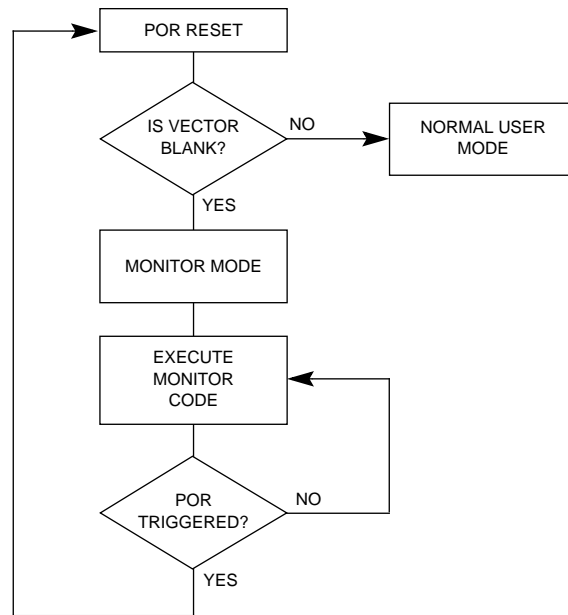 POR RESET
IS VECTOR
BLANK?
NO
NORMAL USER
MODE
YES
MONITOR MODE
EXECUTE
MONITOR
CODE
POR
TRIGGERED?
NO
YES